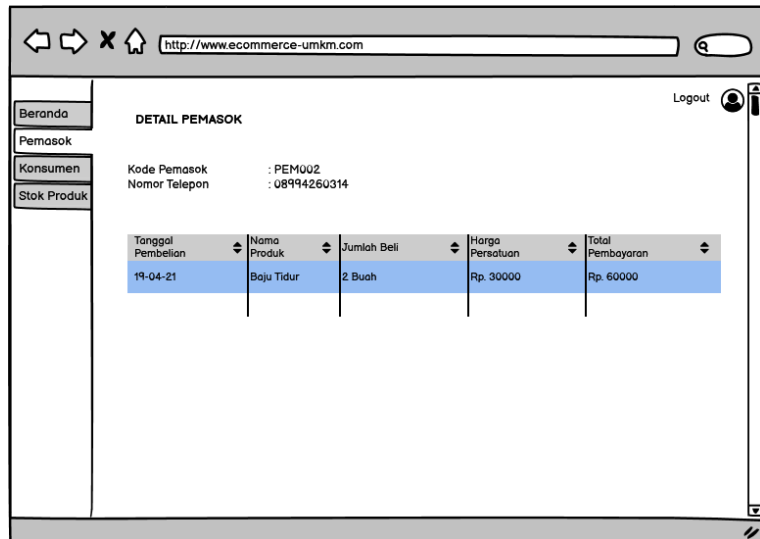 http://www.ecommerce-umkm.com
Logout
Beranda
Pemasok
Konsumen
Stok Produk
DETAIL PEMASOK
Kode Pemasok : PEM002
Nomor Telepon : 08994260314
Tanggal Pembelian Nama Produk Jumlah Beli Harga Persatuan Total Pembayaran
19-04-21 Baju Tidur 2 Buah Rp. 30000 Rp. 60000